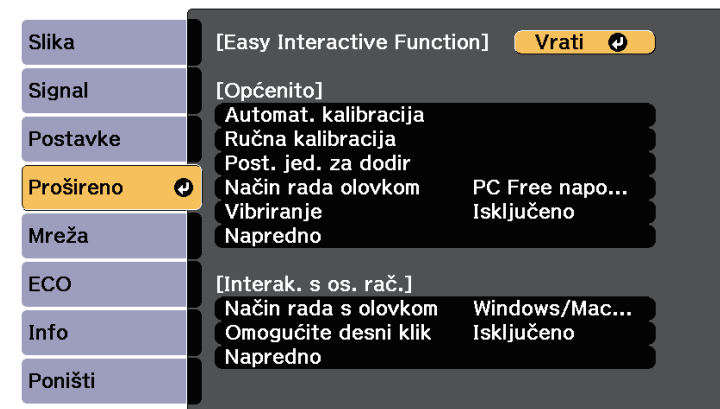 Slika
Signal
Postavke
Prošireno
Mreža
ECO
Info
Poništi
[Easy Interactive Function] Vrati
[Općenito]
Automat. kalibracija
Ručna kalibracija
Post. jed. za dodir
Način rada olovkom PC Free napo...
Vibriranje Isključeno
Napredno
[Interak. s os. rač.]
Način rada s olovkom Windows/Mac...
Omogućite desni klik Isključeno
Napredno